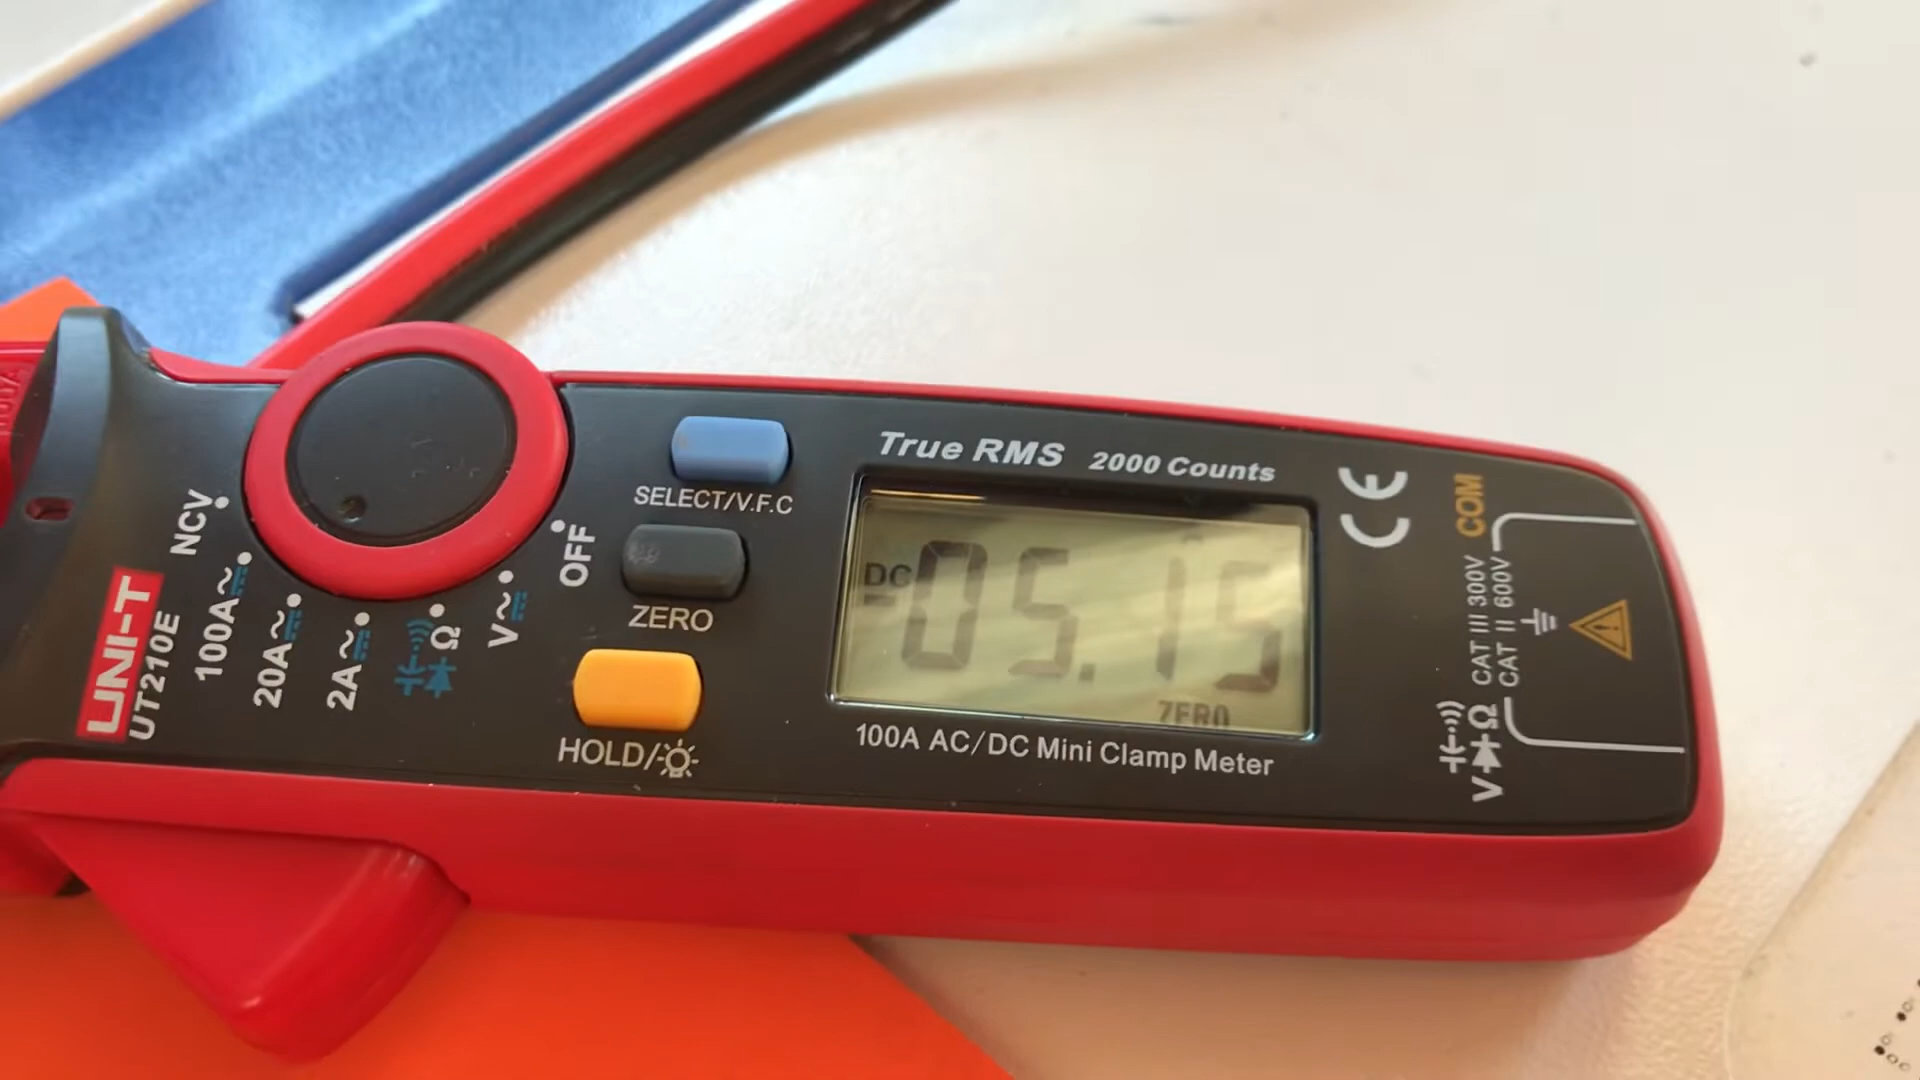 True RMS 2000 Counts
SELECT/V.F.C
ZERO
HOLD/
OFF
NCV
100A
20A
2A
Ω
V
UNI-T
UT210E
DC
05.15
ZERO
100A AC/DC Mini Clamp Meter
CE
COM
CAT III 300V
CAT II 600V
VΩ